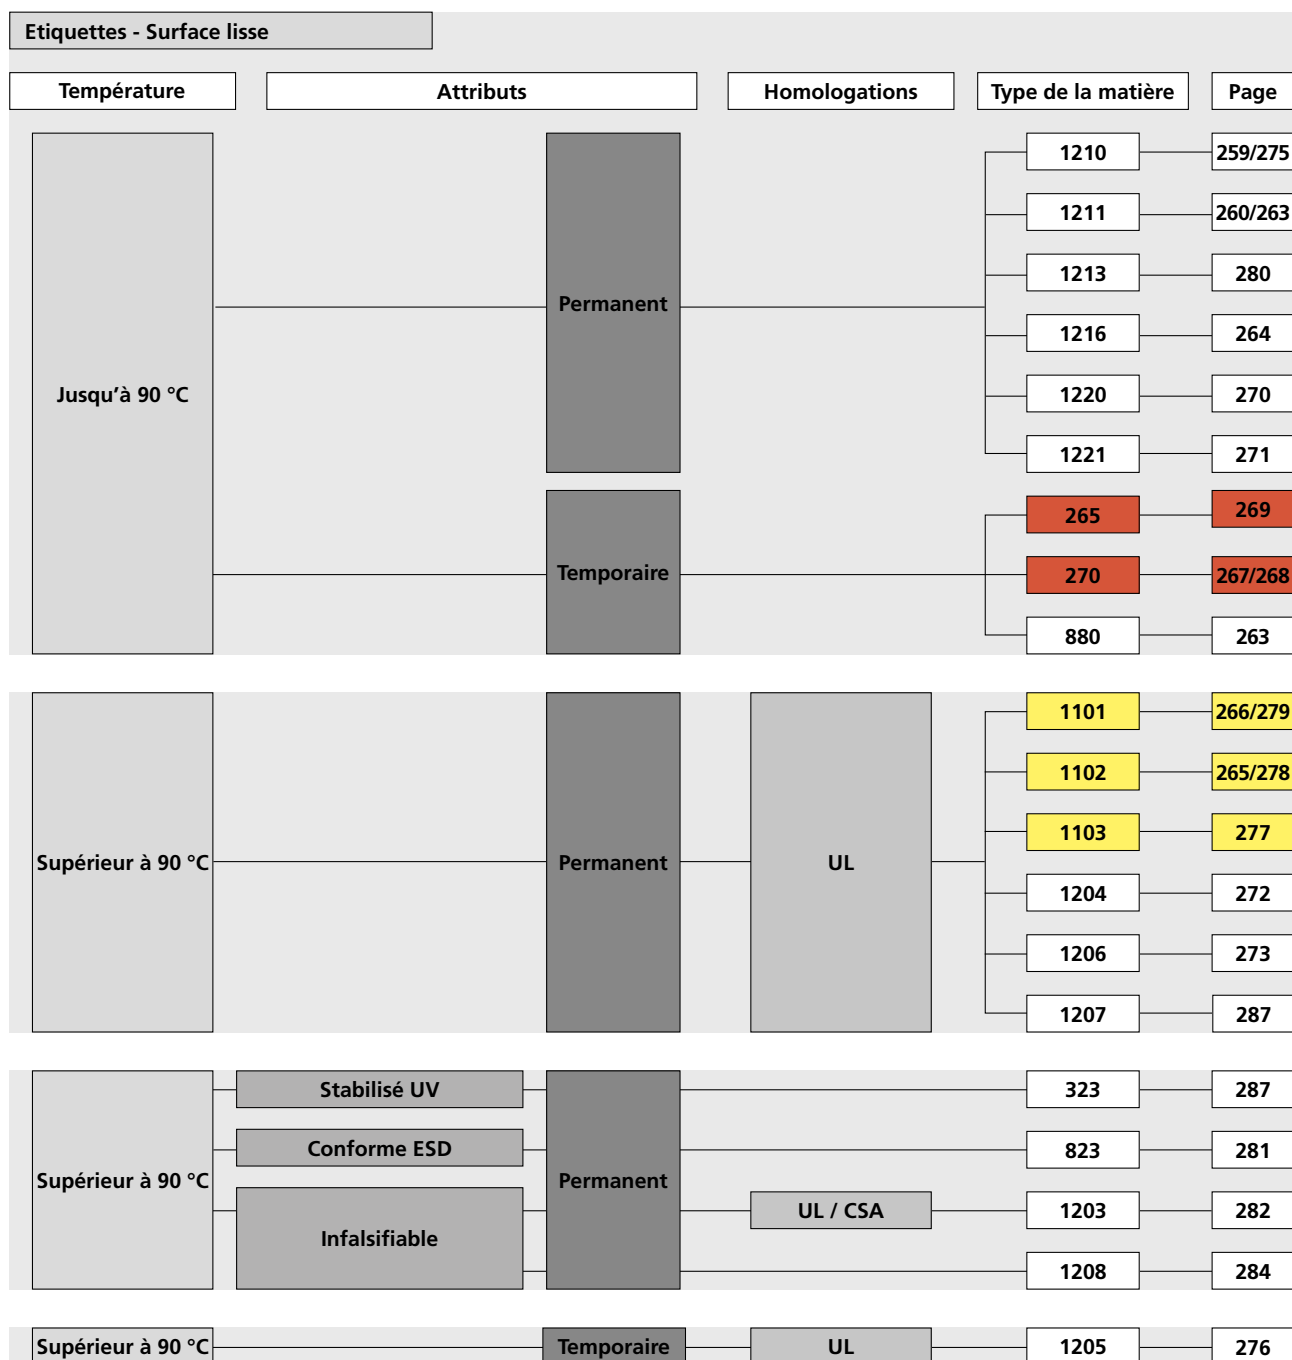 Etiquettes - Surface lisse
Température Attributs Homologations Type de la matière Page
1210 259/275
1211 260/263
1213 280
Permanent
1216 264
Jusqu'à 90 °C 1220 270
1221 271
265 269
Temporaire 270 267/268
880 263
1101 266/279
1102 265/278
1103 277
Supérieur à 90 °C Permanent UL
1204 272
1206 273
1207 287
Stabilisé UV 323 287
Conforme ESD 823 281
Supérieur à 90 °C Permanent
UL / CSA 1203 282
Infalsifiable
1208 284
Supérieur à 90 °C Temporaire UL 1205 276